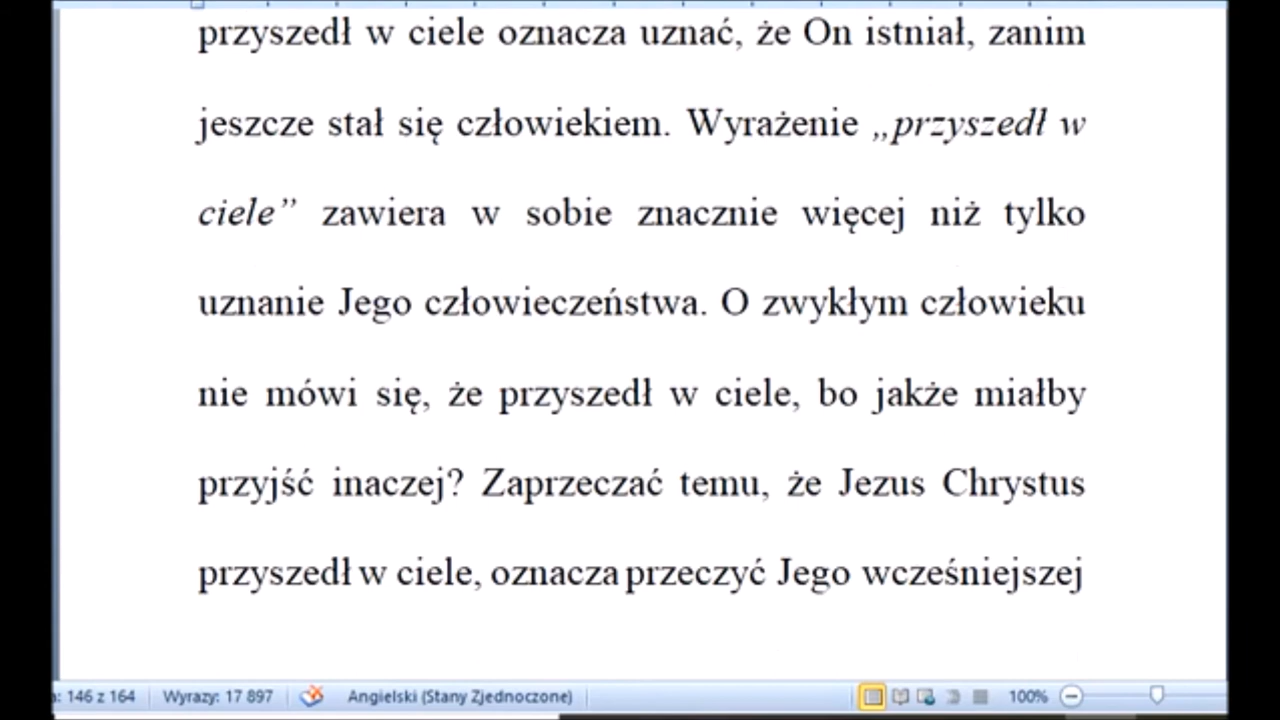 przyszedł w ciele oznacza uznać, że On istniał, zanim
jeszcze stał się człowiekiem. Wyrażenie „przyszedł w
ciele” zawiera w sobie znacznie więcej niż tylko
uznanie Jego człowieczeństwa. O zwykłym człowieku
nie mówi się, że przyszedł w ciele, bo jakże miałby
przyjść inaczej? Zaprzeczać temu, że Jezus Chrystus
przyszedł w ciele, oznacza przeczyć Jego wcześniejszej
: 146 z 164 Wyrazy: 17 897 Angielski (Stany Zjednoczone) 100%